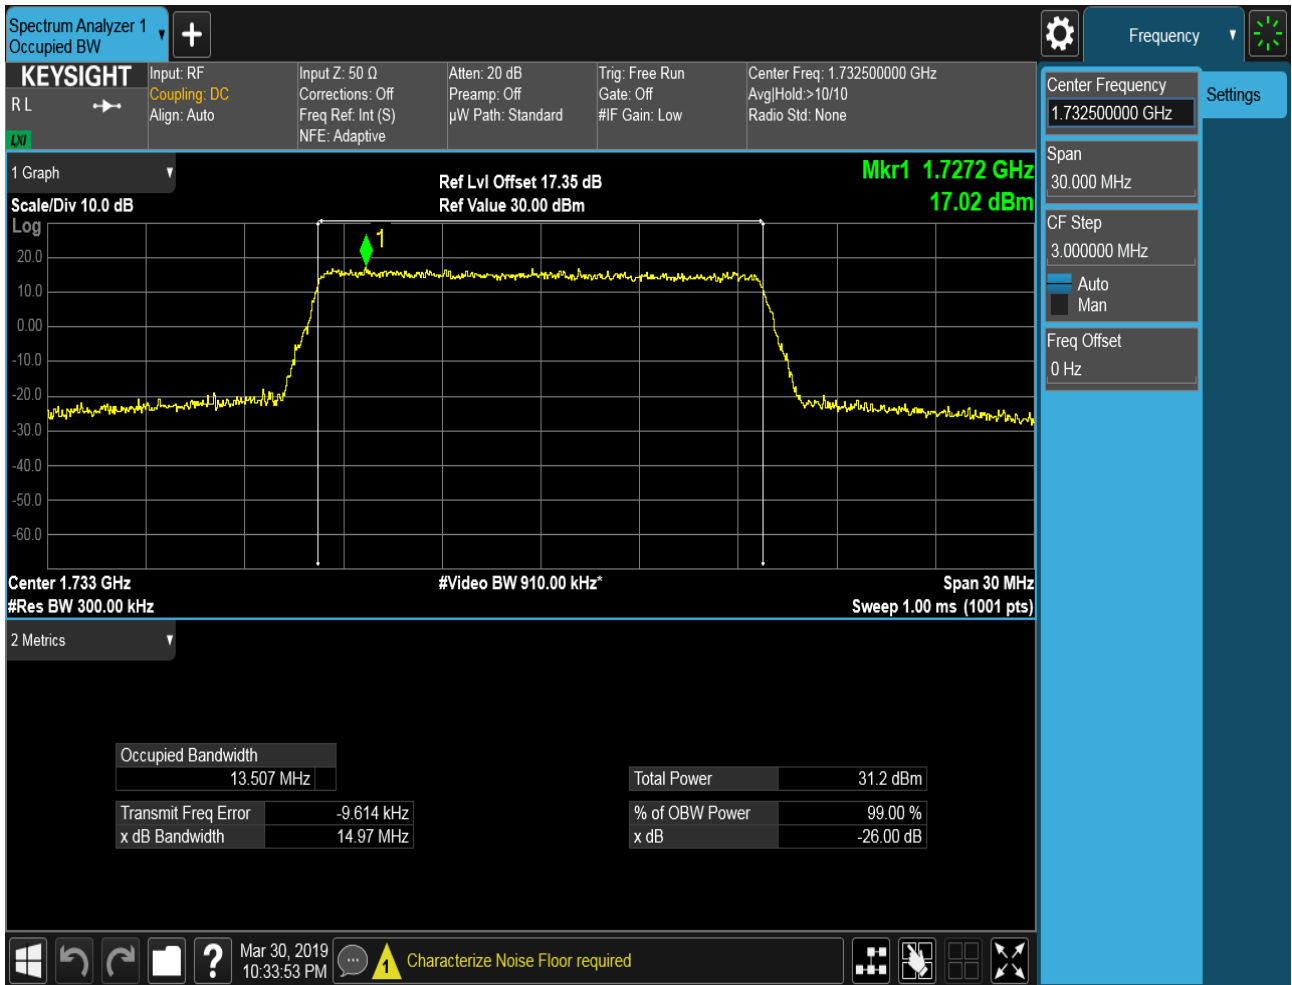 Spectrum Analyzer 1
Occupied BW
Frequency
KEYSIGHT
R L
LXI
Input: RF
Coupling: DC
Align: Auto
Input Z: 50 Ω
Corrections: Off
Freq Ref: Int (S)
NFE: Adaptive
Atten: 20 dB
Preamp: Off
µW Path: Standard
Trig: Free Run
Gate: Off
#IF Gain: Low
Center Freq: 1.732500000 GHz
Avg|Hold:>10/10
Radio Std: None
Center Frequency
1.732500000 GHz
Settings
Span
30.000 MHz
CF Step
3.000000 MHz
Auto
Man
Freq Offset
0 Hz
1 Graph
Scale/Div 10.0 dB
Ref Lvl Offset 17.35 dB
Ref Value 30.00 dBm
Mkr1 1.7272 GHz
17.02 dBm
Log
1
20.0
10.0
0.00
-10.0
-20.0
-30.0
-40.0
-50.0
-60.0
Center 1.733 GHz
#Video BW 910.00 kHz*
Span 30 MHz
#Res BW 300.00 kHz
Sweep 1.00 ms (1001 pts)
2 Metrics
Occupied Bandwidth
13.507 MHz
Transmit Freq Error -9.614 kHz
x dB Bandwidth 14.97 MHz
Total Power 31.2 dBm
% of OBW Power 99.00 %
x dB -26.00 dB
?
Mar 30, 2019
10:33:53 PM
1
Characterize Noise Floor required